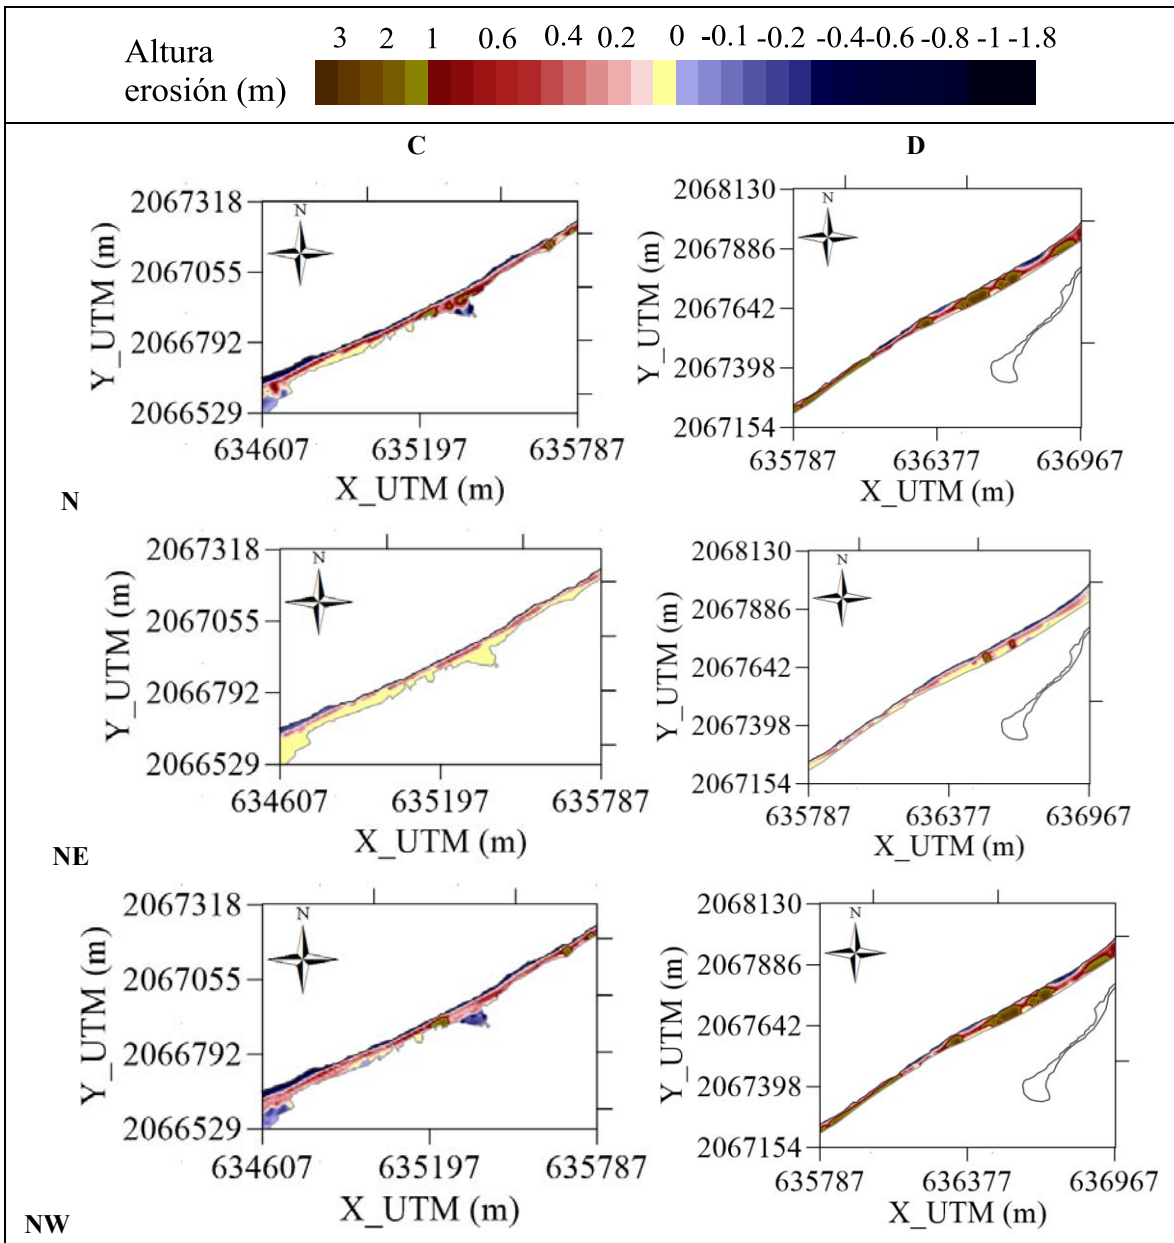 Altura
erosión (m)
3 2 1 0.6 0.4 0.2 0 -0.1 -0.2 -0.4 -0.6 -0.8 -1 -1.8
C D
N
2067318
2067055
2066792
2066529
Y_UTM (m)
634607 635197 635787
X_UTM (m)
N
2068130
2067886
2067642
2067398
2067154
Y_UTM (m)
635787 636377 636967
X_UTM (m)
N
N
2067318
2067055
2066792
2066529
Y_UTM (m)
634607 635197 635787
X_UTM (m)
N
2068130
2067886
2067642
2067398
2067154
Y_UTM (m)
635787 636377 636967
X_UTM (m)
NE
N
2067318
2067055
2066792
2066529
Y_UTM (m)
634607 635197 635787
X_UTM (m)
N
2068130
2067886
2067642
2067398
2067154
Y_UTM (m)
635787 636377 636967
X_UTM (m)
NW